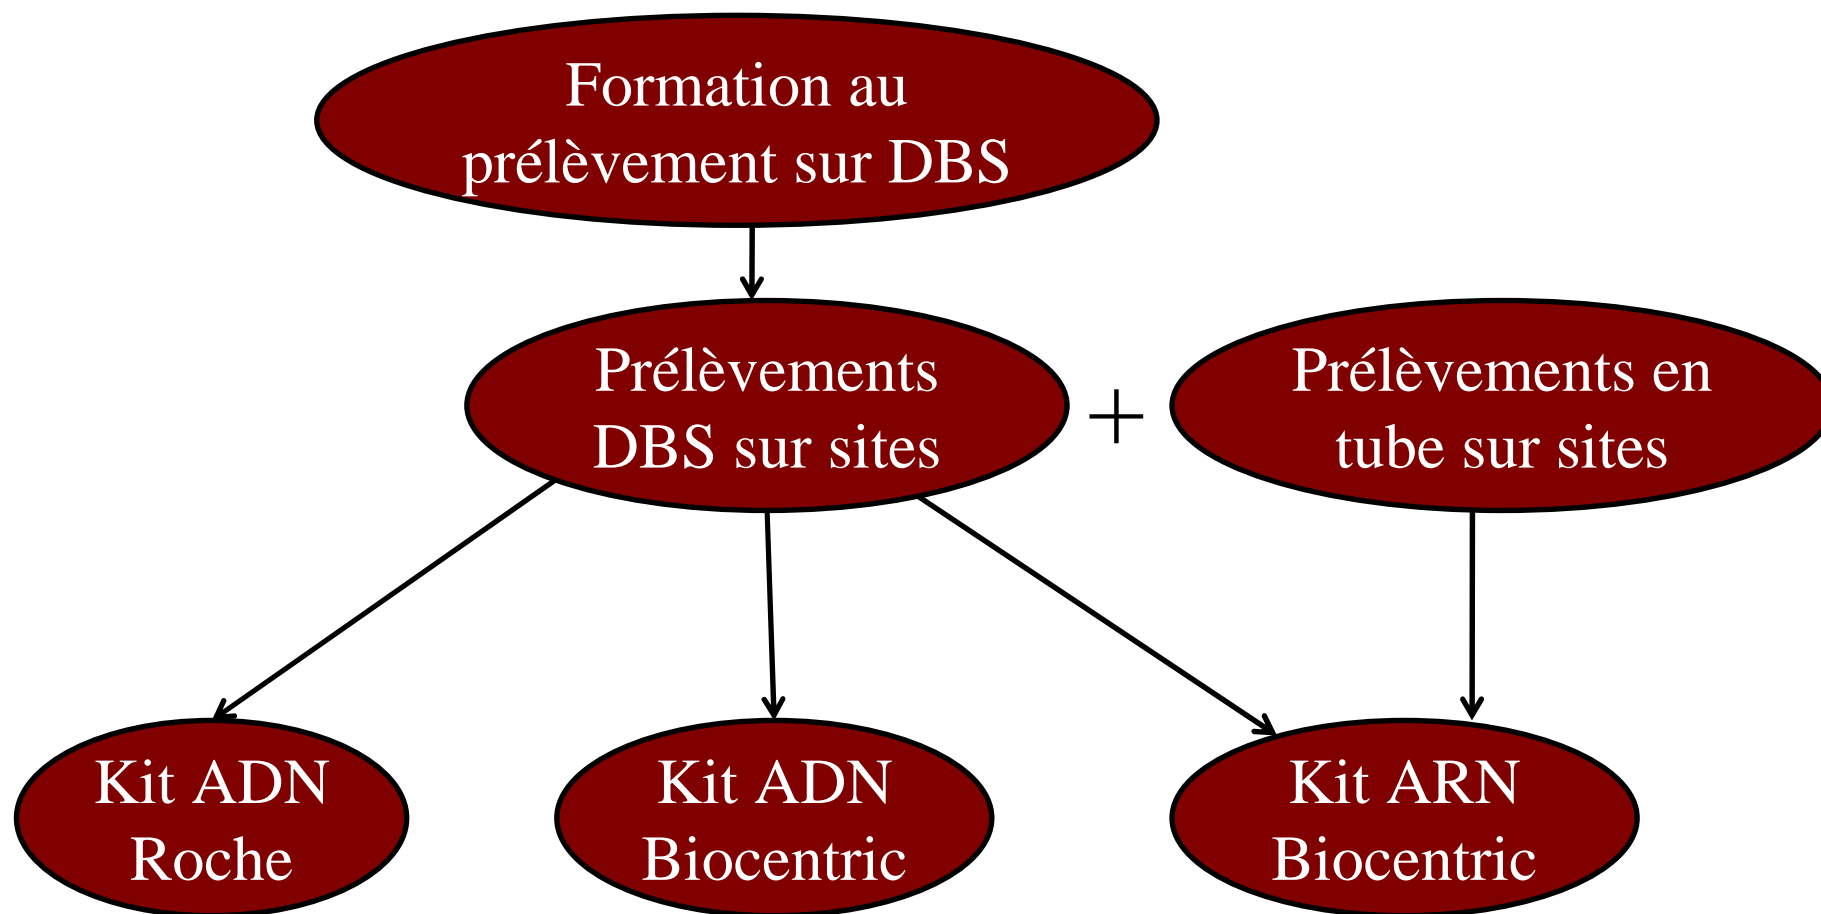 Formation au
prélèvement sur DBS
Prélèvements
DBS sur sites
+
Prélèvements en
tube sur sites
Kit ADN
Roche
Kit ADN
Biocentric
Kit ARN
Biocentric